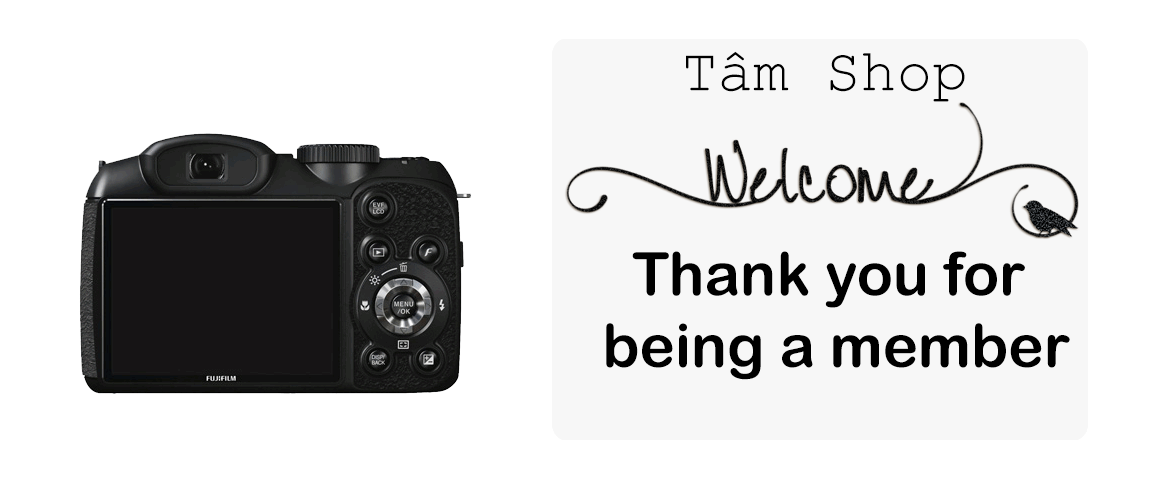 Tâm Shop
Welcome
Thank you for
being a member
EVF
/LCD
F
MENU
/OK
DISP
BACK
FUJIFILM